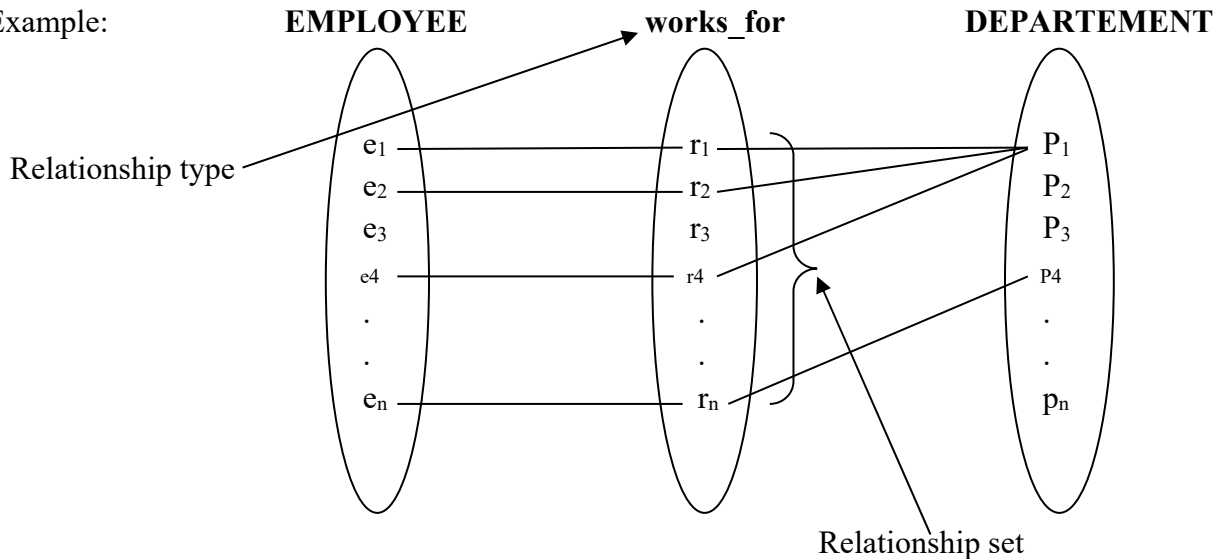 Example: EMPLOYEE works_for DEPARTEMENT
e1 r1 P1
Relationship type
e2 r2 P2
e3 r3 P3
e4 r4 P4
. . .
. . .
en rn pn
Relationship set